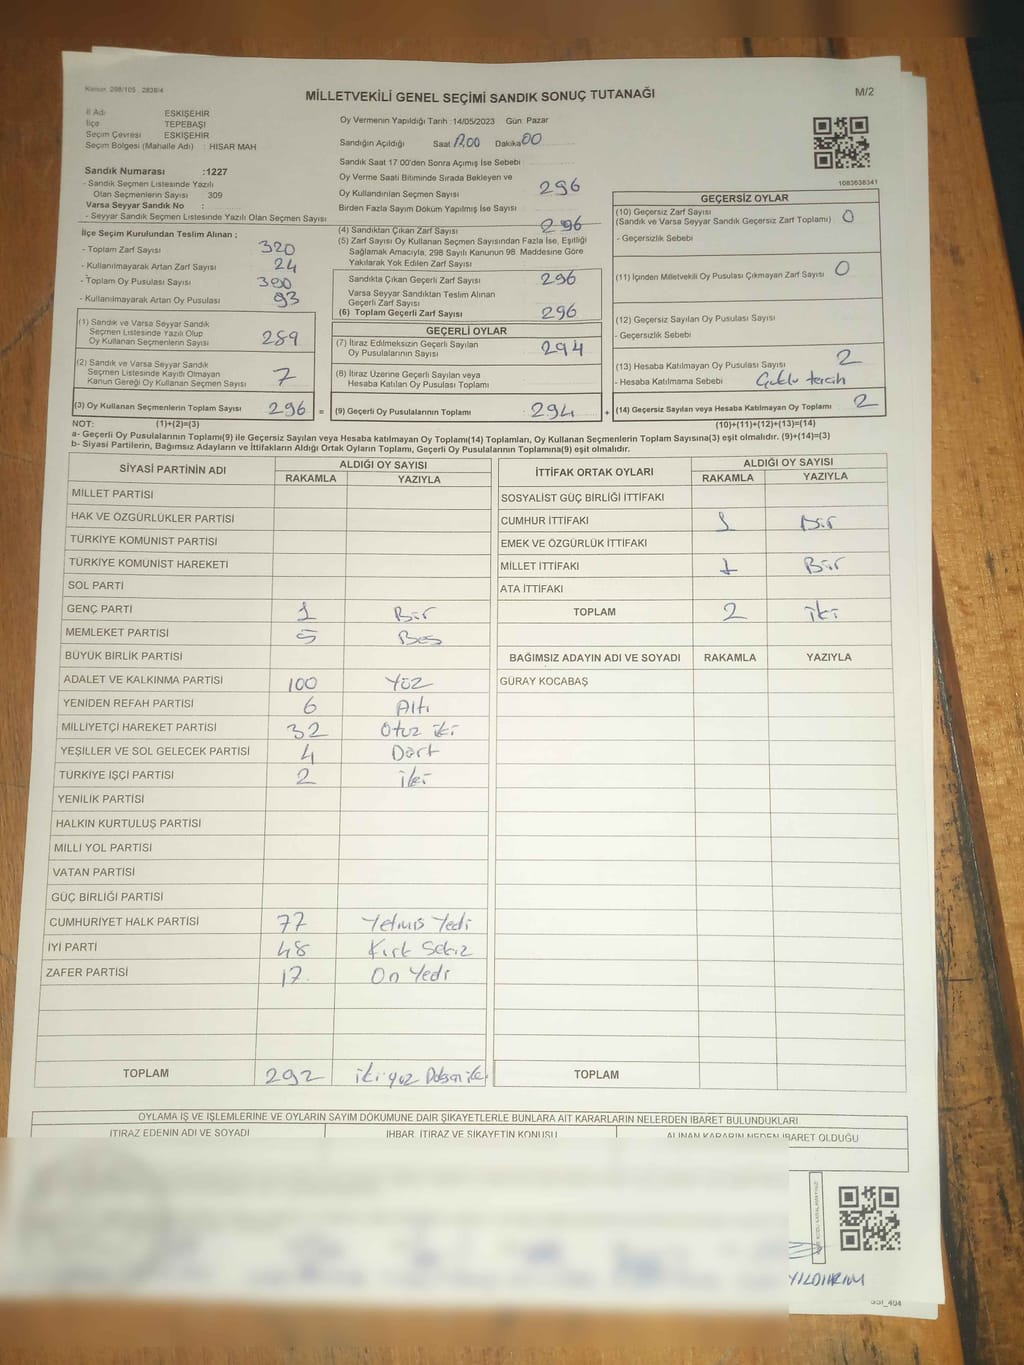 Kanun. 298/105 , 2839/4
MİLLETVEKİLİ GENEL SEÇİMİ SANDIK SONUÇ TUTANAĞI
M/2
İl Adı ESKİŞEHİR
İlçe TEPEBAŞI
Seçim Çevresi ESKİŞEHİR
Seçim Bölgesi (Mahalle Adı) : HISAR MAH
Sandık Numarası :1227
- Sandık Seçmen Listesinde Yazılı
Olan Seçmenlerin Sayısı 309
Varsa Seyyar Sandık No :
- Seyyar Sandık Seçmen Listesinde Yazılı Olan Seçmen Sayısı
İlçe Seçim Kurulundan Teslim Alınan ;
- Toplam Zarf Sayısı 320
- Kullanılmayarak Artan Zarf Sayısı 24
- Toplam Oy Pusulası Sayısı
- Kullanılmayarak Artan Oy Pusulası 93
(1) Sandık ve Varsa Seyyar Sandık
Seçmen Listesinde Yazılı Olup
Oy Kullanan Seçmenlerin Sayısı 289
(2) Sandık ve Varsa Seyyar Sandık
Seçmen Listesinde Kayıtlı Olmayan
Kanun Gereği Oy Kullanan Seçmen Sayısı 7
(3) Oy Kullanan Seçmenlerin Toplam Sayısı 296 =
Oy Vermenin Yapıldığı Tarih :14/05/2023 Gün: Pazar
Sandığın Açıldığı Saat Dakika 00
Sandık Saat 17.00'den Sonra Açımış İse Sebebi :
Oy Verme Saati Bitiminde Sırada Bekleyen ve
Oy Kullandırılan Seçmen Sayısı 296
Birden Fazla Sayım Döküm Yapılmış İse Sayısı :
(4) Sandıktan Çıkan Zarf Sayısı 296
(5) Zarf Sayısı Oy Kullanan Seçmen Sayısından Fazla İse, Eşitliği
Sağlamak Amacıyla, 298 Sayılı Kanunun 98. Maddesine Göre
Yakılarak Yok Edilen Zarf Sayısı
Sandıkta Çıkan Geçerli Zarf Sayısı 296
Varsa Seyyar Sandıktan Teslim Alınan
Geçerli Zarf Sayısı
(6) Toplam Geçerli Zarf Sayısı 296
GEÇERLİ OYLAR
(7) İtiraz Edilmeksizin Geçerli Sayılan
Oy Pusulalarının Sayısı 294
(8) İtiraz Üzerine Geçerli Sayılan veya
Hesaba Katılan Oy Pusulası Toplamı
(9) Geçerli Oy Pusulalarının Toplamı : 294 +
1083638341
GEÇERSİZ OYLAR
(10) Geçersiz Zarf Sayısı 0
(Sandık ve Varsa Seyyar Sandık Geçersiz Zarf Toplamı)
- Geçersizlik Sebebi
(11) İçinden Milletvekili Oy Pusulası Çıkmayan Zarf Sayısı 0
(12) Geçersiz Sayılan Oy Pusulası Sayısı
- Geçersizlik Sebebi
(13) Hesaba Katılmayan Oy Pusulası Sayısı 2
- Hesaba Katılmama Sebebi Çoklu tercih
(14) Geçersiz Sayılan veya Hesaba Katılmayan Oy Toplamı 2
NOT: (1)+(2)=(3) (10)+(11)+(12)+(13)=(14)
a- Geçerli Oy Pusulalarının Toplamı(9) ile Geçersiz Sayılan veya Hesaba katılmayan Oy Toplamı(14) Toplamları, Oy Kullanan Seçmenlerin Toplam Sayısına(3) eşit olmalıdır. (9)+(14)=(3)
b- Siyasi Partilerin, Bağımsız Adayların ve İttifakların Aldığı Ortak Oyların Toplamı, Geçerli Oy Pusulalarının Toplamına(9) eşit olmalıdır.
SİYASİ PARTİNİN ADI ALDIĞI OY SAYISI
RAKAMLA YAZIYLA
MİLLET PARTİSİ
HAK VE ÖZGÜRLÜKLER PARTİSİ
TÜRKİYE KOMÜNİST PARTİSİ
TÜRKİYE KOMÜNİST HAREKETİ
SOL PARTİ
GENÇ PARTİ 1 Bir
MEMLEKET PARTİSİ 5 Beş
BÜYÜK BİRLİK PARTİSİ
ADALET VE KALKINMA PARTİSİ 100 Yüz
YENİDEN REFAH PARTİSİ 6 Altı
MİLLİYETÇİ HAREKET PARTİSİ 32 Otuz iki
YEŞİLLER VE SOL GELECEK PARTİSİ 4 Dört
TÜRKİYE İŞÇİ PARTİSİ 2 iki
YENİLİK PARTİSİ
HALKIN KURTULUŞ PARTİSİ
MİLLİ YOL PARTİSİ
VATAN PARTİSİ
GÜÇ BİRLİĞİ PARTİSİ
CUMHURİYET HALK PARTİSİ 77 Yetmiş Yedi
İYİ PARTİ 48 Kırk Sekiz
ZAFER PARTİSİ 17. On Yedi
TOPLAM 292 ikiyüz Doksan iki
İTTİFAK ORTAK OYLARI ALDIĞI OY SAYISI
RAKAMLA YAZIYLA
SOSYALİST GÜÇ BİRLİĞİ İTTİFAKI
CUMHUR İTTİFAKI 1 Bir
EMEK VE ÖZGÜRLÜK İTTİFAKI
MİLLET İTTİFAKI 1 Bir
ATA İTTİFAKI
TOPLAM 2 iki
BAĞIMSIZ ADAYIN ADI VE SOYADI RAKAMLA YAZIYLA
GÜRAY KOCABAŞ
TOPLAM
OYLAMA İŞ VE İŞLEMLERİNE VE OYLARIN SAYIM DÖKÜMÜNE DAİR ŞİKAYETLERLE BUNLARA AİT KARARLARIN NELERDEN İBARET BULUNDUKLARI
İTİRAZ EDENİN ADI VE SOYADI İHBAR, İTİRAZ VE ŞİKAYETİN KONUSU ALINAN KARARIN NEDEN İBARET OLDUĞU
YILDIRIM